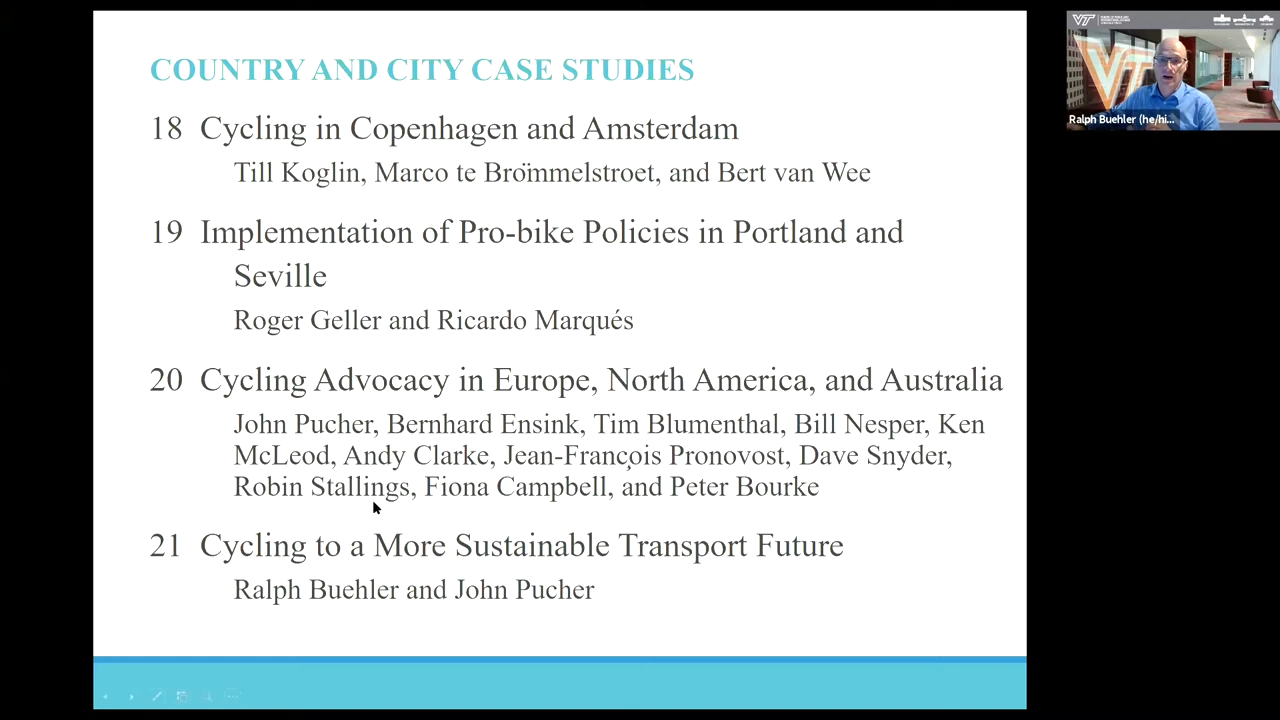 COUNTRY AND CITY CASE STUDIES
18 Cycling in Copenhagen and Amsterdam
Till Koglin, Marco te Broömmelstroet, and Bert van Wee
19 Implementation of Pro-bike Policies in Portland and
Seville
Roger Geller and Ricardo Marqués
20 Cycling Advocacy in Europe, North America, and Australia
John Pucher, Bernhard Ensink, Tim Blumenthal, Bill Nesper, Ken
McLeod, Andy Clarke, Jean-François Pronovost, Dave Snyder,
Robin Stallings, Fiona Campbell, and Peter Bourke
21 Cycling to a More Sustainable Transport Future
Ralph Buehler and John Pucher
VT
VT
Ralph Buehler (he/hi...